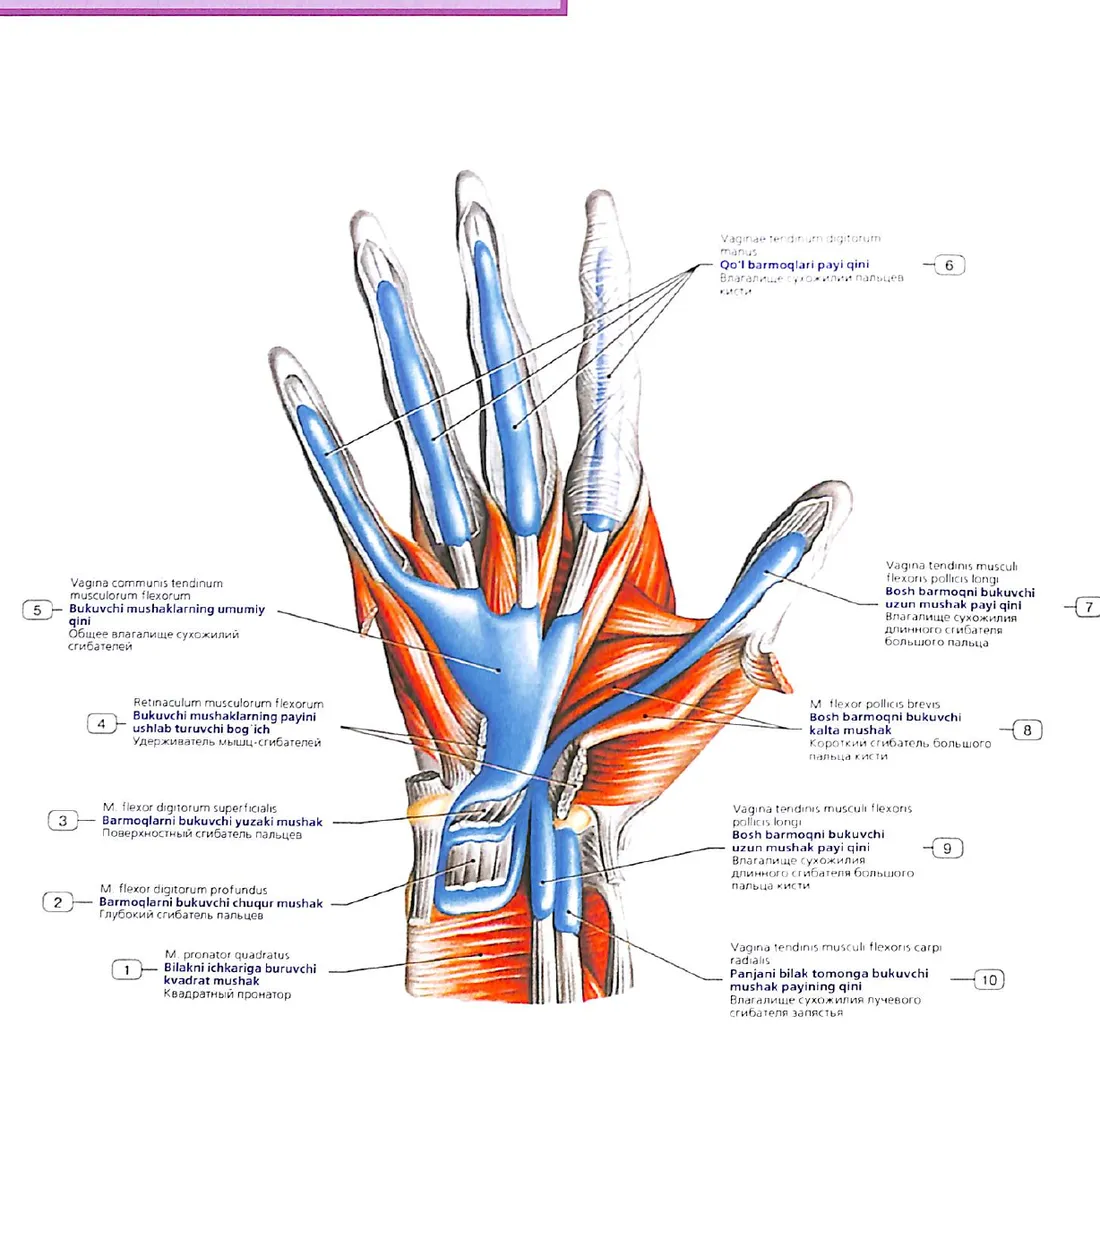 Vaginae tendinum digitorum
manus
Qo'l barmoqlari payi qini
Влагалище сухожилии пальцев
кисти
6
Vagina tendinis musculi
flexoris pollicis longi
Bosh barmoqni bukuvchi
uzun mushak payi qini
Влагалище сухожилия
длинного сгибателя
большого пальца
7
Vagina communis tendinum
musculorum flexorum
Bukuvchi mushaklarning umumiy
qini
Общее влагалище сухожилий
сгибателей
5
Retinaculum musculorum flexorum
Bukuvchi mushaklarning payini
ushlab turuvchi bog`ich
Удерживатель мышц-сгибателей
4
M flexor pollicis brevis
Bosh barmoqni bukuvchi
kalta mushak
Короткий сгибатель большого
пальца кисти
8
M. flexor digitorum superficialis
Barmoqlarni bukuvchi yuzaki mushak
Поверхностный сгибатель пальцев
3
Vagina tendinis musculi flexoris
pollicis longi
Bosh barmoqni bukuvchi
uzun mushak payi qini
Влагалище сухожилия
длинного сгибателя большого
пальца кисти
9
M. flexor digitorum profundus
Barmoqlarni bukuvchi chuqur mushak
Глубокий сгибатель пальцев
2
M. pronator quadratus
Bilakni ichkariga buruvchi
kvadrat mushak
Квадратный пронатор
1
Vagina tendinis musculi flexoris carpi
radialis
Panjani bilak tomonga bukuvchi
mushak payining qini
Влагалище сухожилия лучевого
сгибателя запястья
10